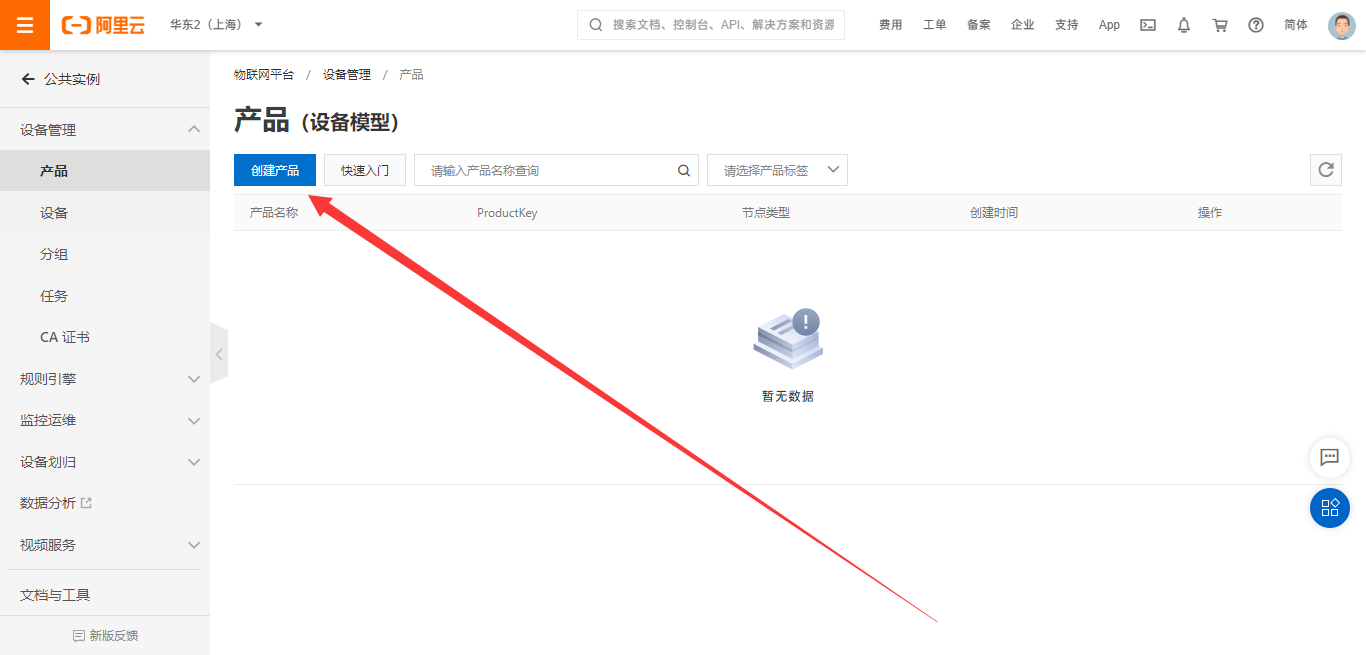 阿里云
华东2（上海）
搜索文档、控制台、API、解决方案和资源
费用 工单 备案 企业 支持 App 简体
公共实例
设备管理
产品
设备
分组
任务
CA 证书
规则引擎
监控运维
设备划归
数据分析
视频服务
文档与工具
新版反馈
物联网平台 / 设备管理 / 产品
产品（设备模型）
创建产品 快速入门 请输入产品名称查询 请选择产品标签
产品名称 ProductKey 节点类型 创建时间 操作
暂无数据